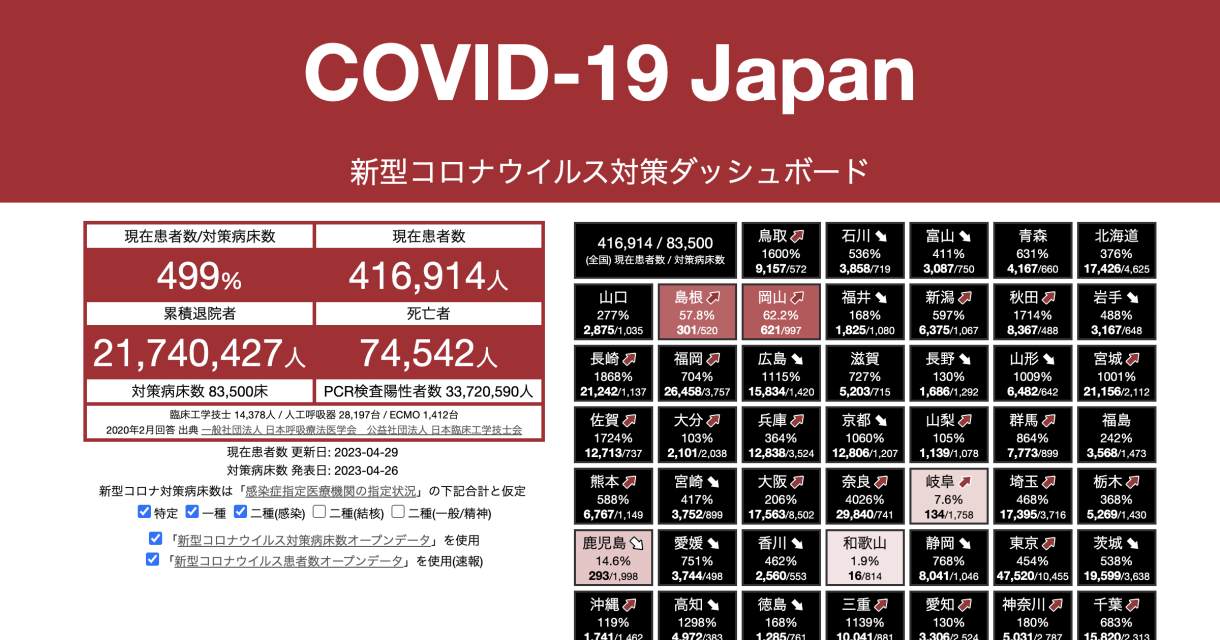 COVID-19 Japan
新型コロナウイルス対策ダッシュボード
現在患者数/対策病床数
現在患者数
499%
416,914人
累積退院者
死亡者
21,740,427人
74,542人
対策病床数 83,500床
PCR検査陽性者数 33,720,590人
臨床工学技士 14,378人 / 人工呼吸器 28,197台 / ECMO 1,412台
2020年2月回答 出典 一般社団法人 日本呼吸療法医学会　公益社団法人 日本臨床工学技士会
現在患者数 更新日: 2023-04-29
対策病床数 発表日: 2023-04-26
新型コロナ対策病床数は「感染症指定医療機関の指定状況」の下記合計と仮定
特定 一種 二種(感染) 二種(結核) 二種(一般/精神)
「新型コロナウイルス対策病床数オープンデータ」を使用
「新型コロナウイルス患者数オープンデータ」を使用(速報)
416,914 / 83,500
(全国) 現在患者数 / 対策病床数
鳥取
1600%
9,157/572
石川
536%
3,858/719
富山
411%
3,087/750
青森
631%
4,167/660
北海道
376%
17,426/4,625
山口
277%
2,875/1,035
島根
57.8%
301/520
岡山
62.2%
621/997
福井
168%
1,825/1,080
新潟
597%
6,375/1,067
秋田
1714%
8,367/488
岩手
488%
3,167/648
長崎
1868%
21,242/1,137
福岡
704%
26,458/3,757
広島
1115%
15,834/1,420
滋賀
727%
5,203/715
長野
130%
1,686/1,292
山形
1009%
6,482/642
宮城
1001%
21,156/2,112
佐賀
1724%
12,713/737
大分
103%
2,101/2,038
兵庫
364%
12,838/3,524
京都
1060%
12,806/1,207
山梨
105%
1,139/1,078
群馬
864%
7,773/899
福島
242%
3,568/1,473
熊本
588%
6,767/1,149
宮崎
417%
3,752/899
大阪
206%
17,563/8,502
奈良
4026%
29,840/741
岐阜
7.6%
134/1,758
埼玉
468%
17,395/3,716
栃木
368%
5,269/1,430
鹿児島
14.6%
293/1,998
愛媛
751%
3,744/498
香川
462%
2,560/553
和歌山
1.9%
16/814
静岡
768%
8,041/1,046
東京
454%
47,520/10,455
茨城
538%
19,599/3,638
沖縄
119%
1,741/1,462
高知
1298%
4,972/383
徳島
168%
1,285/761
三重
1139%
10,041/881
愛知
130%
3,306/2,524
神奈川
180%
5,031/2,787
千葉
683%
15,820/2,313